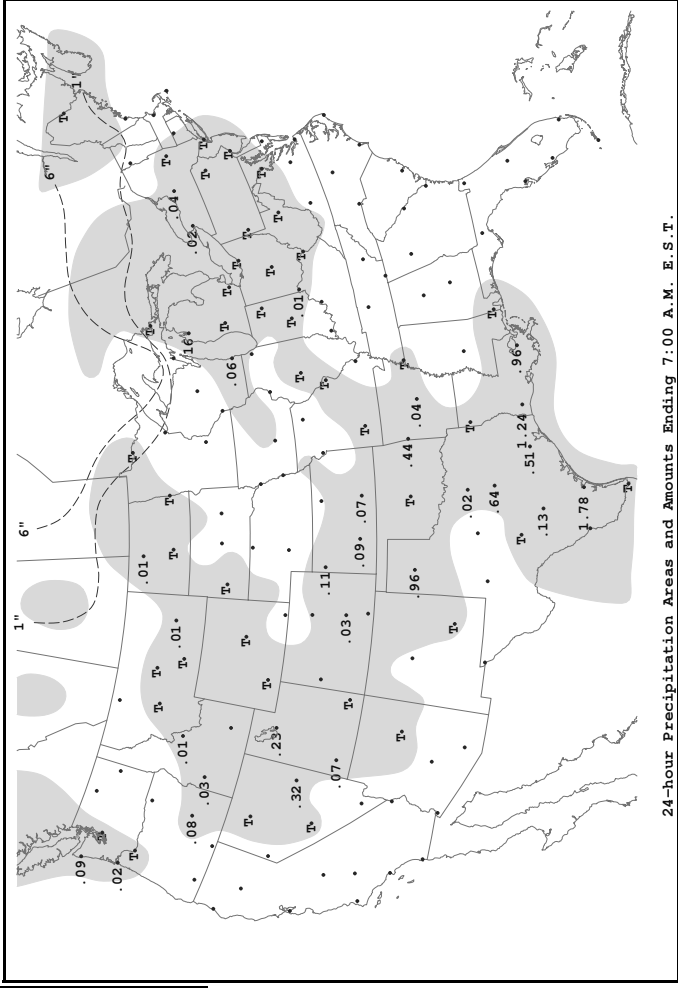 1"
6"
6"
T
1"
.09
T
.02
T
T
.01
T
T
T
T
T
.01
T
.04
.01
T
.16
.08
.02
.03
T
T
T
T
T
T
.06
T
T
T
T
T
T
T
T
.23
T
.32
T
.01
T
T
T
.11
T
.07
T
.03
.09
.07
T
T
T
.44
T
.96
.04
T
.02
T
T
.64
.96
T
1.24
.51
.13
1.78
T
24-hour Precipitation Areas and Amounts Ending 7:00 A.M. E.S.T.